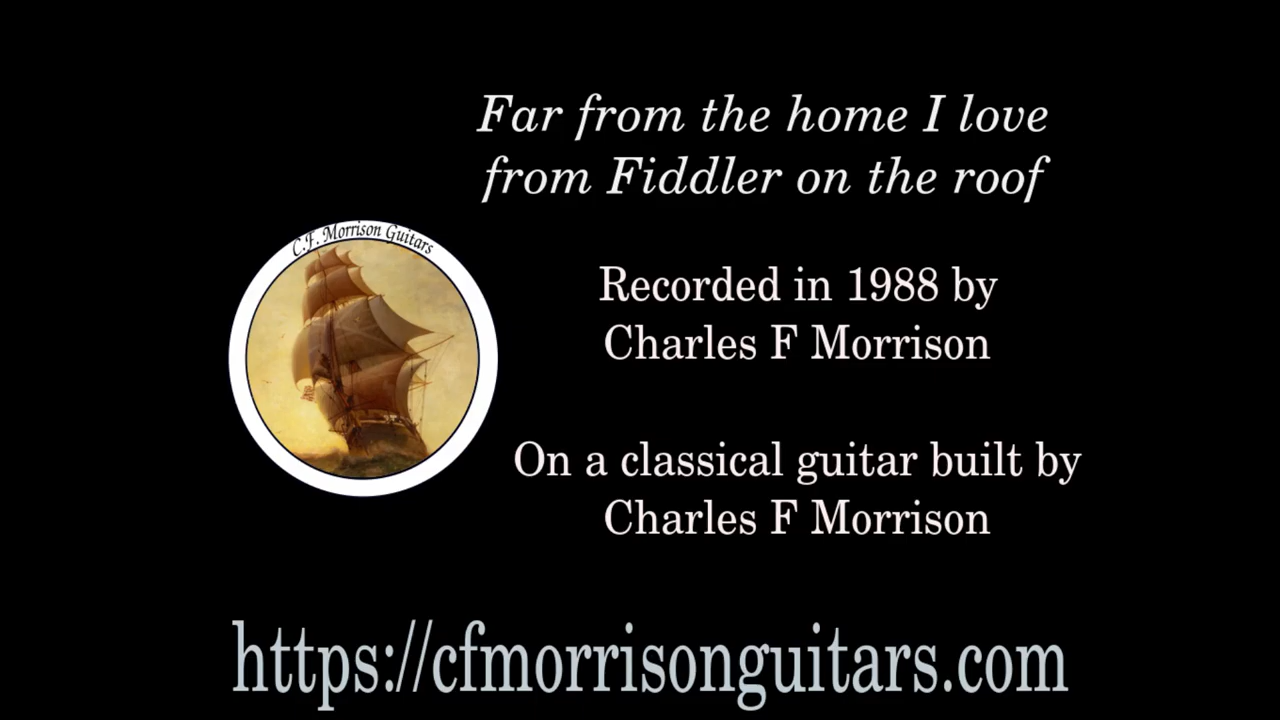 Far from the home I love
from Fiddler on the roof
C.F. Morrison Guitars
Recorded in 1988 by
Charles F Morrison
On a classical guitar built by
Charles F Morrison
https://cfmorrisonguitars.com